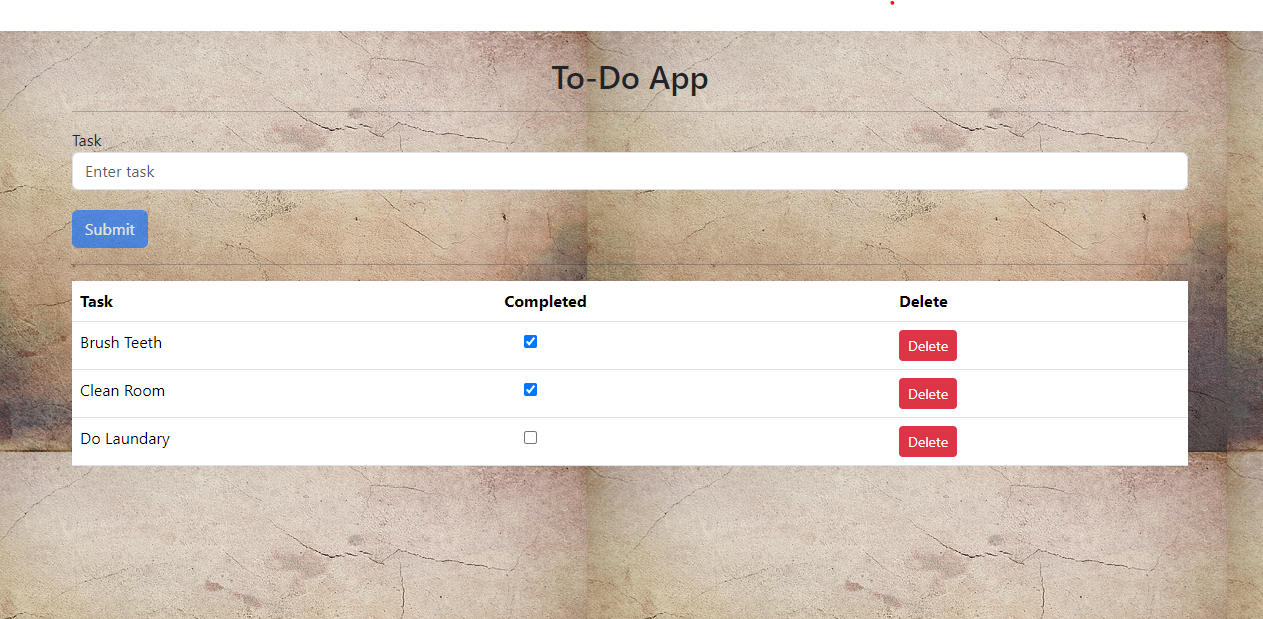 To-Do App
Task
Enter task
Submit
Task Completed Delete
Brush Teeth Delete
Clean Room Delete
Do Laundary Delete